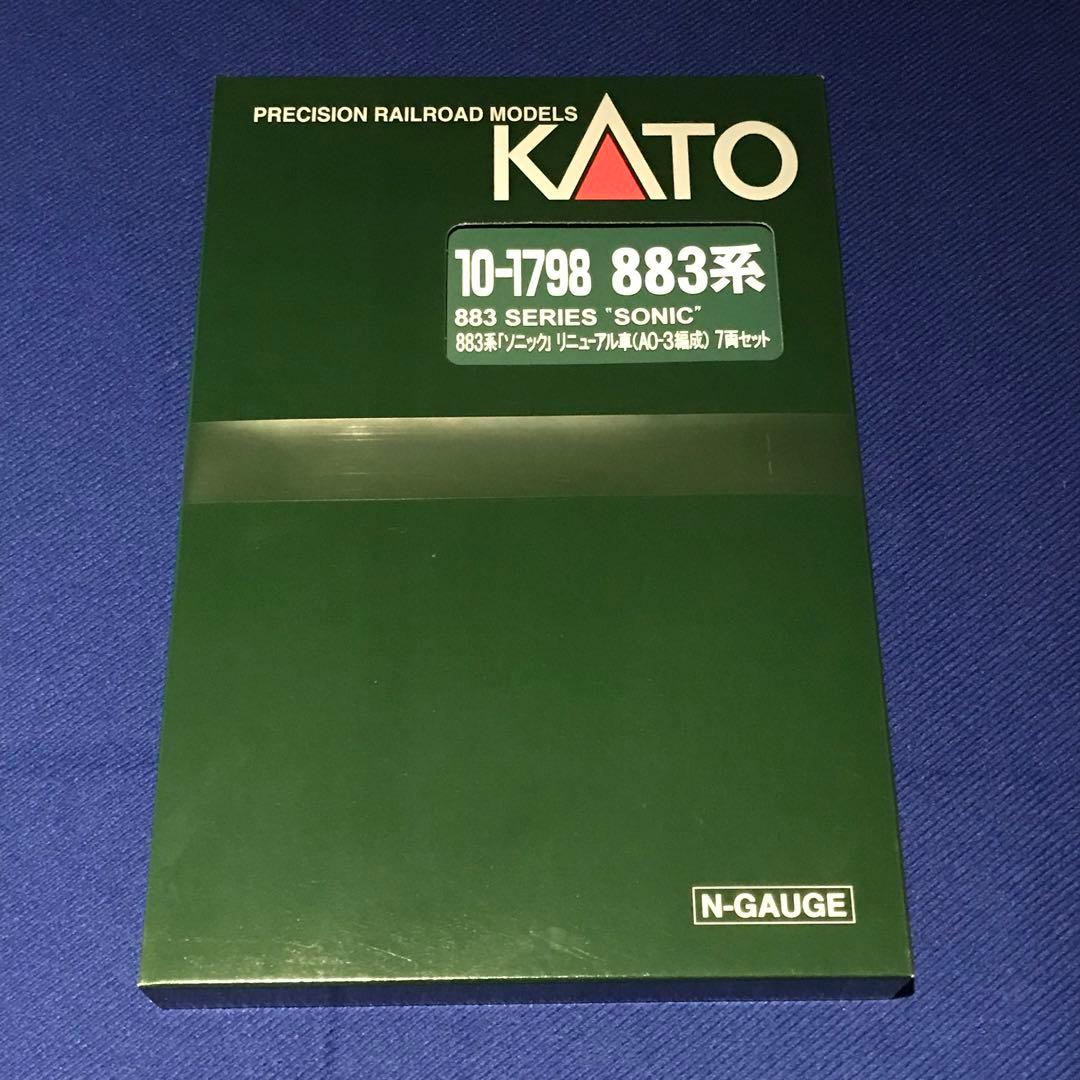 PRECISION RAILROAD MODELS
KATO
10-1798 883系
883 SERIES "SONIC"
883系「ソニック」 リニューアル車(AO-3編成) 7両セット
N-GAUGE